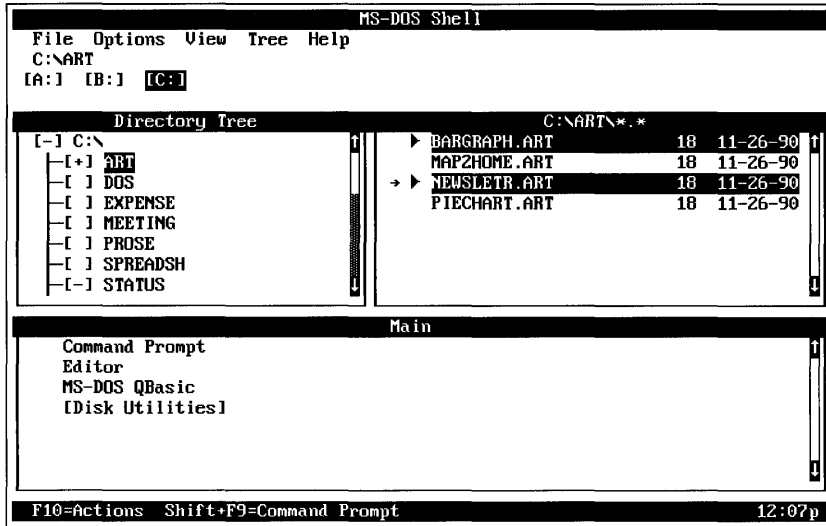 MS-DOS Shell
File Options View Tree Help
C:\ART
[A:] [B:] [C:]
Directory Tree
[-] C:\
[+] ART
[ ] DOS
[ ] EXPENSE
[ ] MEETING
[ ] PROSE
[ ] SPREADSH
[-] STATUS
C:\ART\*.*
BARGRAPH.ART 18 11-26-90
MAP2HOME.ART 18 11-26-90
NEWSLETR.ART 18 11-26-90
PIECHART.ART 18 11-26-90
Main
Command Prompt
Editor
MS-DOS QBasic
[Disk Utilities]
F10=Actions Shift+F9=Command Prompt 12:07p